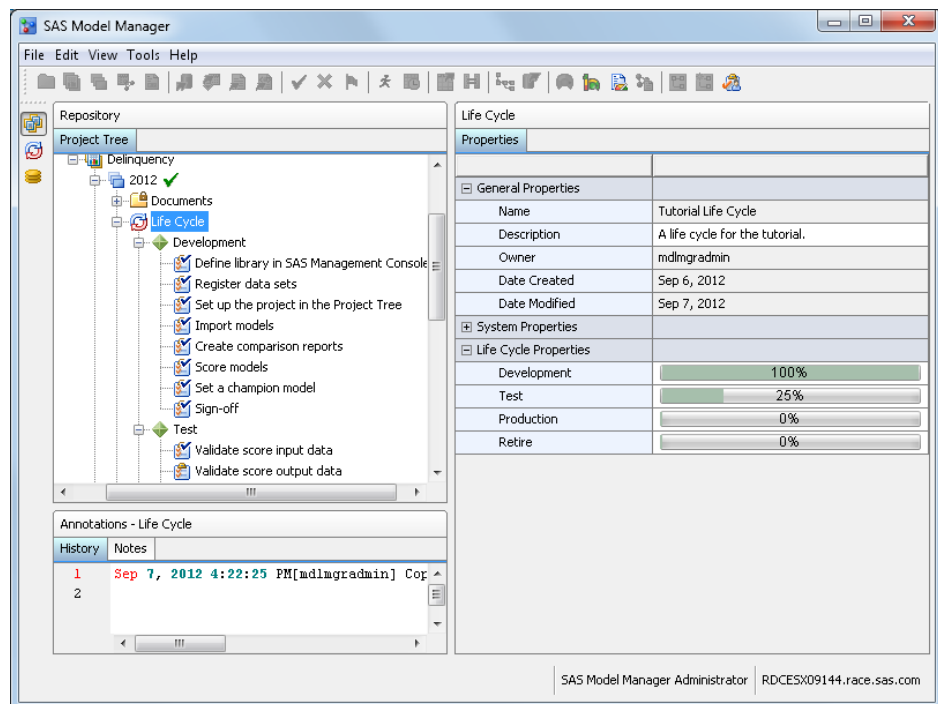 SAS Model Manager
File Edit View Tools Help
Repository
Project Tree
Delinquency
2012
Documents
Life Cycle
Development
Define library in SAS Management Console
Register data sets
Set up the project in the Project Tree
Import models
Create comparison reports
Score models
Set a champion model
Sign-off
Test
Validate score input data
Validate score output data
Annotations - Life Cycle
History Notes
1 Sep 7, 2012 4:22:25 PM[mdlmgradmin] Cop
2
Life Cycle
Properties
General Properties
Name Tutorial Life Cycle
Description A life cycle for the tutorial.
Owner mdlmgradmin
Date Created Sep 6, 2012
Date Modified Sep 7, 2012
System Properties
Life Cycle Properties
Development 100%
Test 25%
Production 0%
Retire 0%
SAS Model Manager Administrator RDCESX09144.race.sas.com